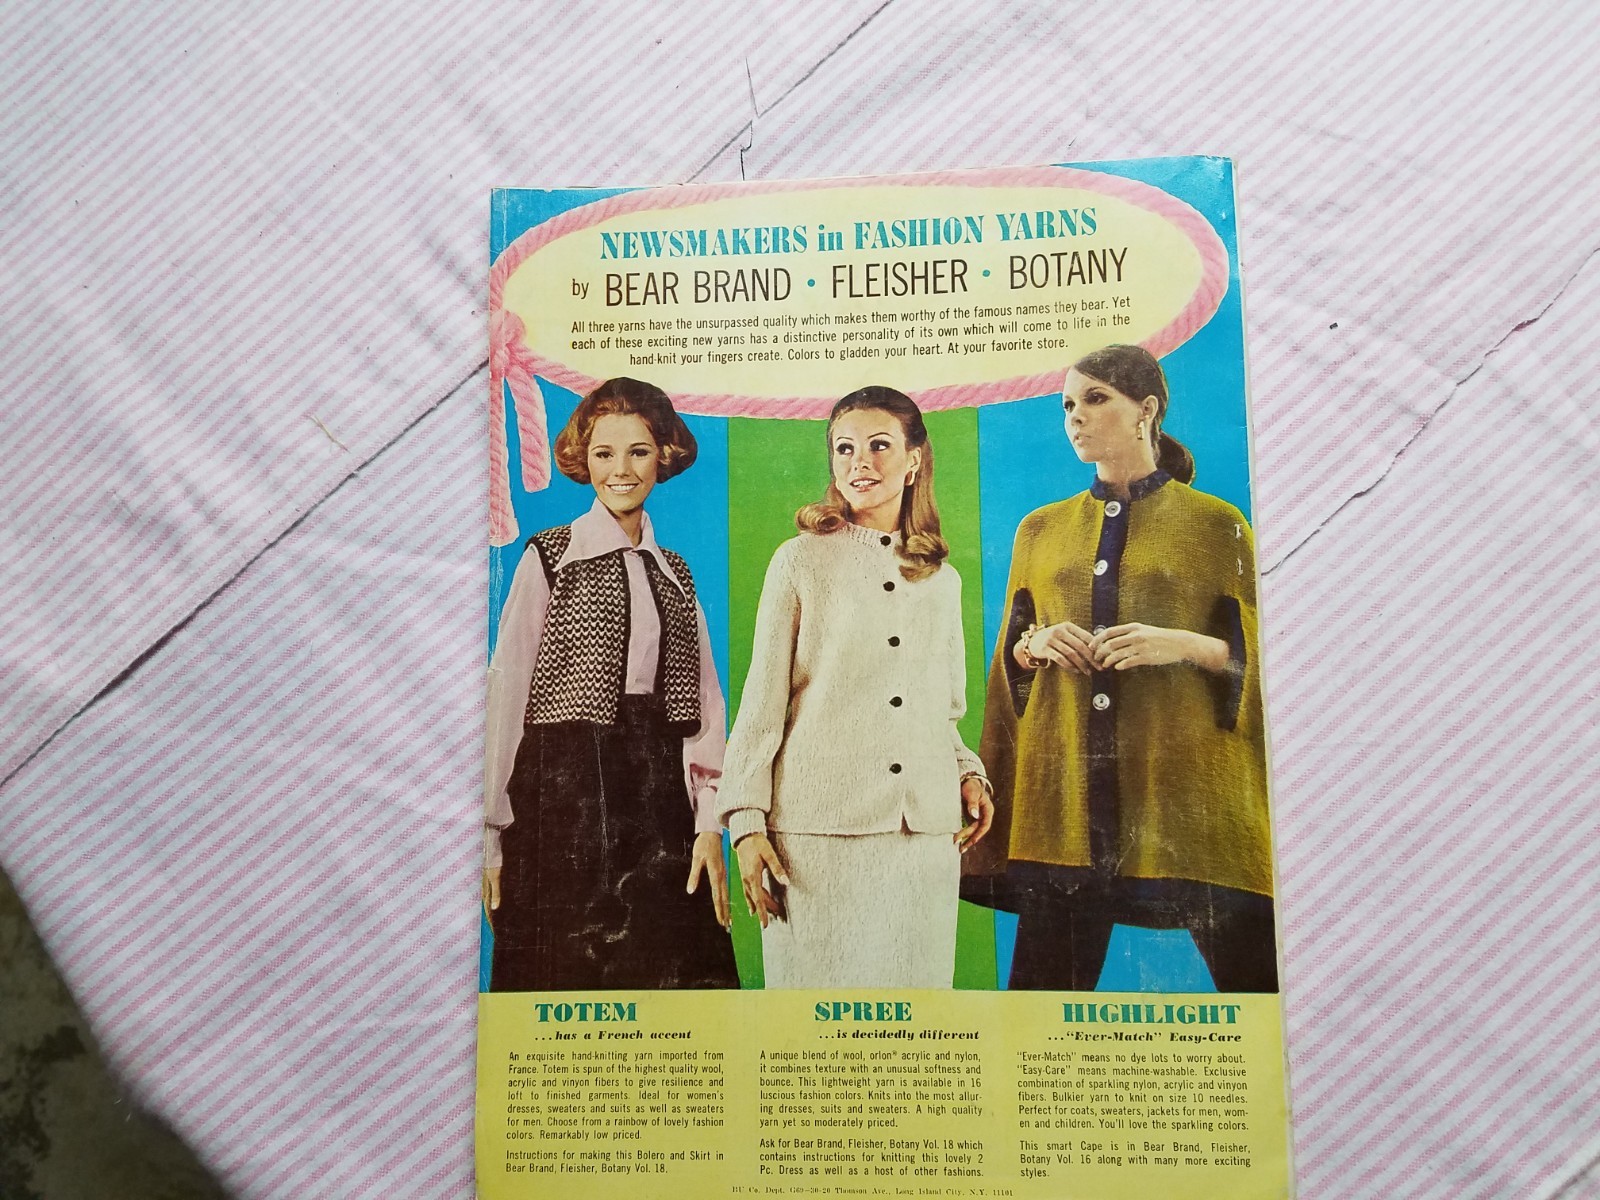 NEWSMAKERS in FASHION YARNS
by BEAR BRAND • FLEISHER • BOTANY
All three yarns have the unsurpassed quality which makes them worthy of the famous names they bear. Yet
each of these exciting new yarns has a distinctive personality of its own which will come to life in the
hand-knit your fingers create. Colors to gladden your heart. At your favorite store.
TOTEM
...has a French accent
An exquisite hand-knitting yarn imported from
France. Totem is spun of the highest quality wool,
acrylic and vinyon fibers to give resilience and
loft to finished garments. Ideal for women's
dresses, sweaters and suits as well as sweaters
for men. Choose from a rainbow of lovely fashion
colors. Remarkably low priced.
Instructions for making this Bolero and Skirt in
Bear Brand, Fleisher, Botany Vol. 18.
SPREE
...is decidedly different
A unique blend of wool, orlon® acrylic and nylon,
it combines texture with an unusual softness and
bounce. This lightweight yarn is available in 16
luscious fashion colors. Knits into the most allur-
ing dresses, suits and sweaters. A high quality
yarn yet so moderately priced.
Ask for Bear Brand, Fleisher, Botany Vol. 18 which
contains instructions for knitting this lovely 2
Pc. Dress as well as a host of other fashions.
HIGHLIGHT
..."Ever-Match" Easy-Care
"Ever-Match" means no dye lots to worry about.
"Easy-Care" means machine-washable. Exclusive
combination of sparkling nylon, acrylic and vinyon
fibers. Bulkier yarn to knit on size 10 needles.
Perfect for coats, sweaters, jackets for men, wom-
en and children. You'll love the sparkling colors.
This smart Cape is in Bear Brand, Fleisher,
Botany Vol. 16 along with many more exciting
styles.
BU Co. Dept. G69—30-20 Thomson Ave., Long Island City, N.Y. 11101